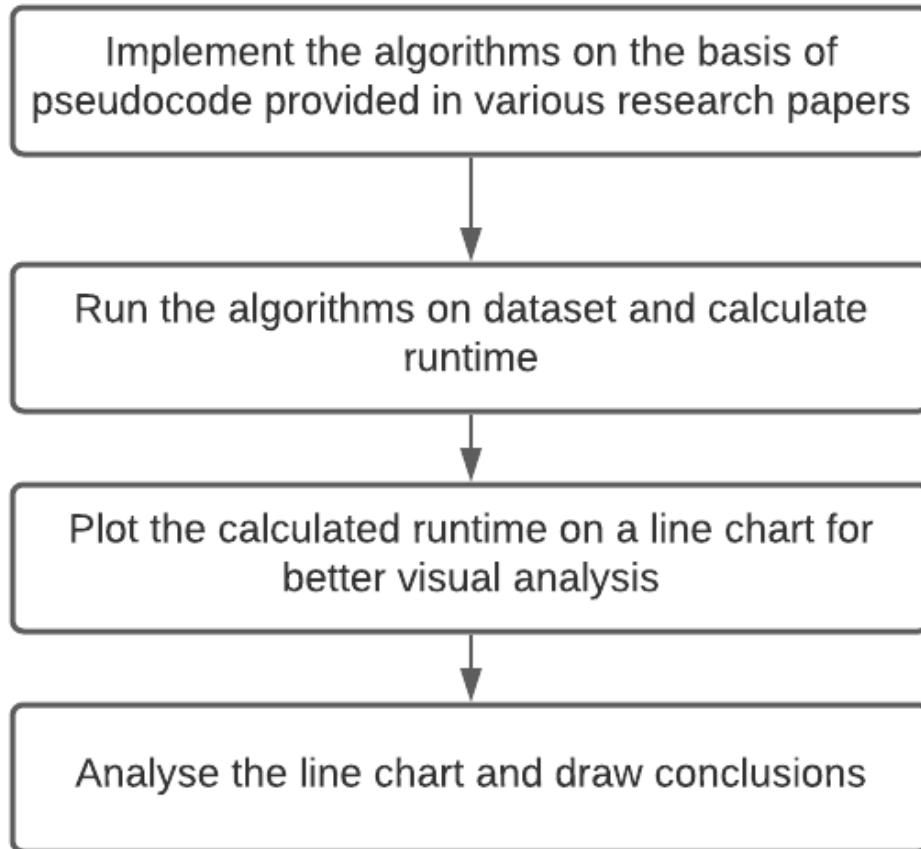 Implement the algorithms on the basis of
pseudocode provided in various research papers
Run the algorithms on dataset and calculate
runtime
Plot the calculated runtime on a line chart for
better visual analysis
Analyse the line chart and draw conclusions